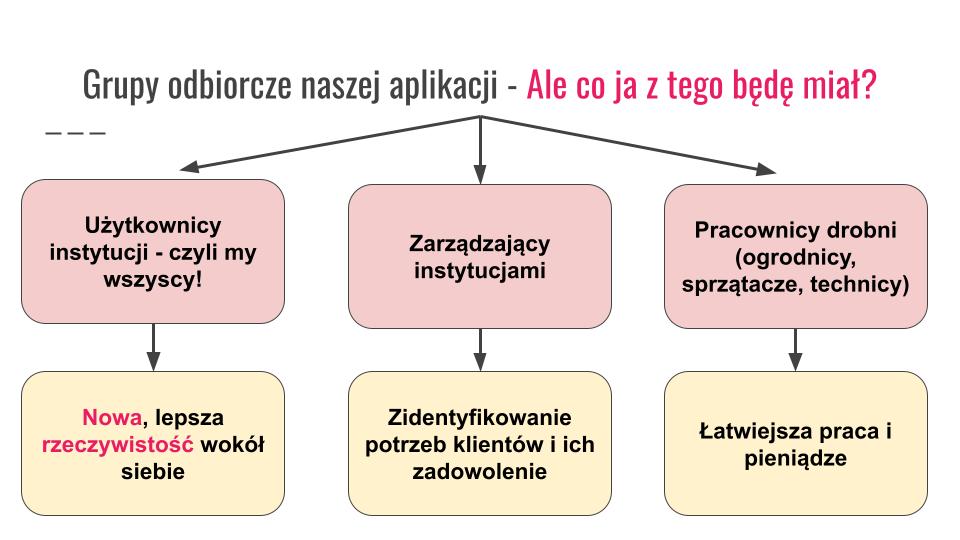 Grupy odbiorcze naszej aplikacji - Ale co ja z tego będę miał?
Użytkownicy
instytucji - czyli my
wszyscy!
Zarządzający
instytucjami
Pracownicy drobni
(ogrodnicy,
sprzątacze, technicy)
Nowa, lepsza
rzeczywistość wokół
siebie
Zidentyfikowanie
potrzeb klientów i ich
zadowolenie
Łatwiejsza praca i
pieniądze